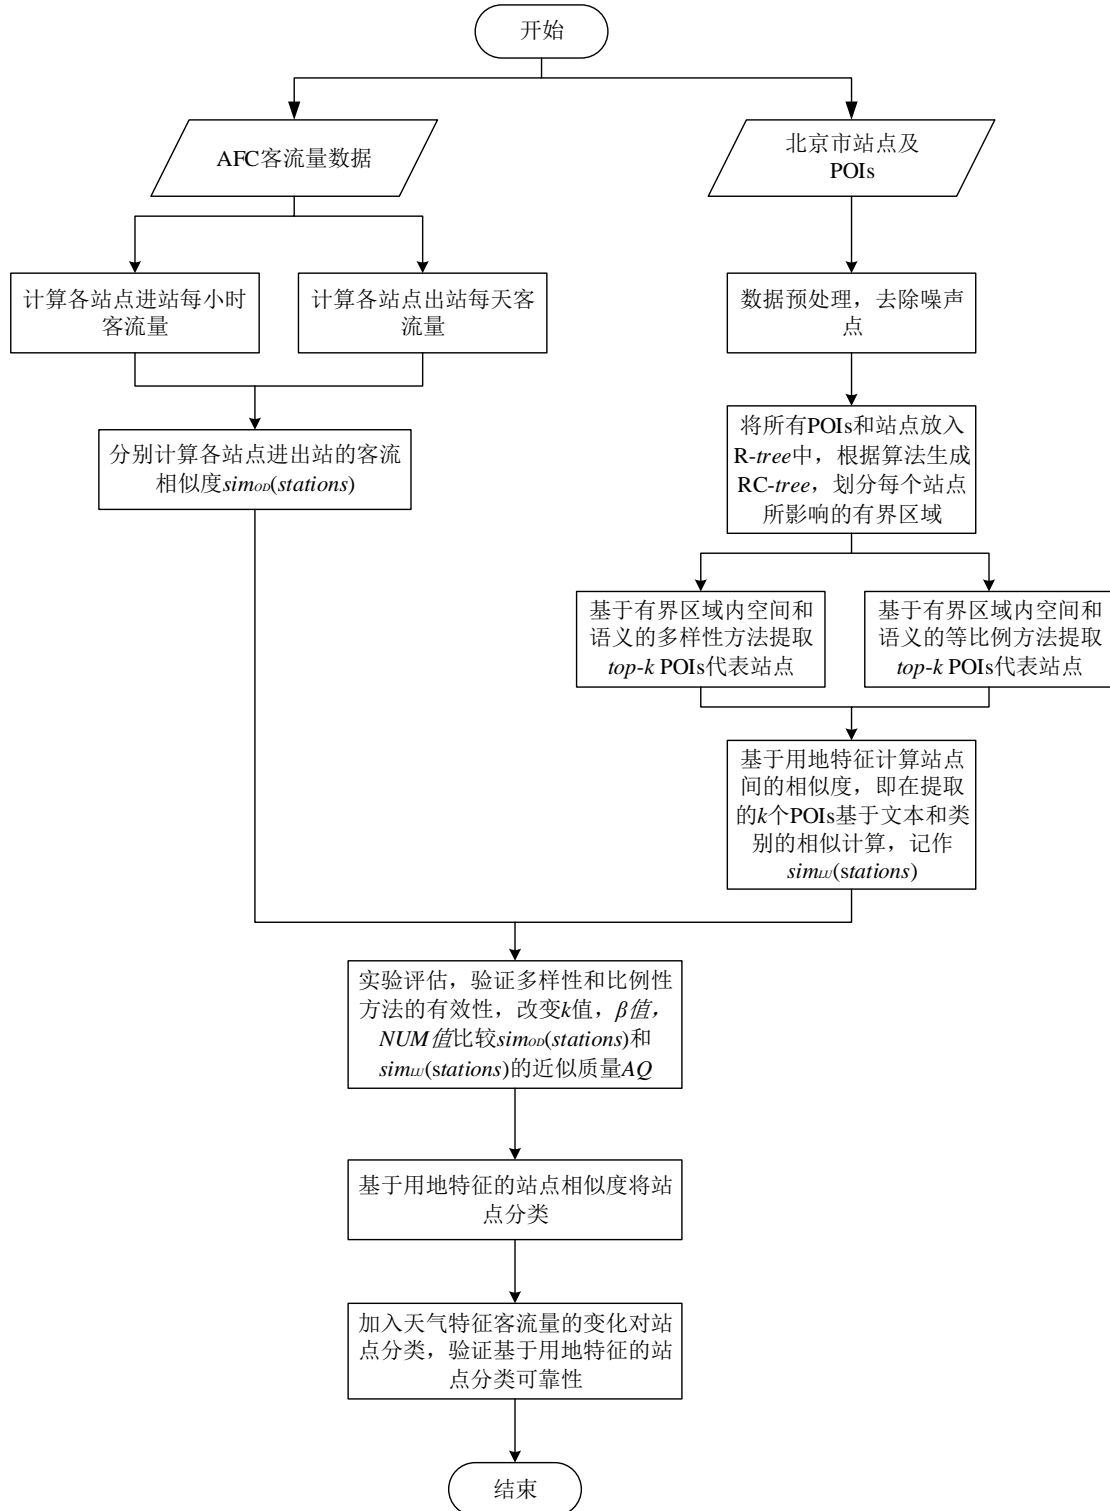 开始
AFC客流量数据
北京市站点及
POIs
计算各站点进站每小时
客流量
计算各站点出站每天客
流量
数据预处理，去除噪声
点
分别计算各站点进出站的客流
相似度simOD(stations)
将所有POIs和站点放入
R-tree中，根据算法生成
RC-tree，划分每个站点
所影响的有界区域
基于有界区域内空间和
语义的多样性方法提取
top-k POIs代表站点
基于有界区域内空间和
语义的等比例方法提取
top-k POIs代表站点
基于用地特征计算站点
间的相似度，即在提取
的k个POIs基于文本和类
别的相似计算，记作
simLU(stations)
实验评估，验证多样性和比例性
方法的有效性，改变k值，β值，
NUM值比较simOD(stations)和
simLU(stations)的近似质量AQ
基于用地特征的站点相似度将站
点分类
加入天气特征客流量的变化对站
点分类，验证基于用地特征的站
点分类可靠性
结束